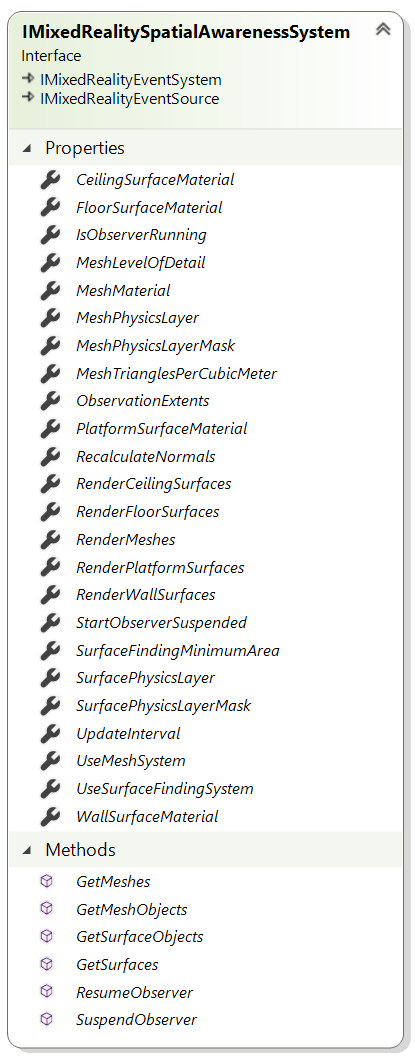 IMixedRealitySpatialAwarenessSystem
Interface
IMixedRealityEventSystem
IMixedRealityEventSource
Properties
CeilingSurfaceMaterial
FloorSurfaceMaterial
IsObserverRunning
MeshLevelOfDetail
MeshMaterial
MeshPhysicsLayer
MeshPhysicsLayerMask
MeshTrianglesPerCubicMeter
ObservationExtents
PlatformSurfaceMaterial
RecalculateNormals
RenderCeilingSurfaces
RenderFloorSurfaces
RenderMeshes
RenderPlatformSurfaces
RenderWallSurfaces
StartObserverSuspended
SurfaceFindingMinimumArea
SurfacePhysicsLayer
SurfacePhysicsLayerMask
UpdateInterval
UseMeshSystem
UseSurfaceFindingSystem
WallSurfaceMaterial
Methods
GetMeshes
GetMeshObjects
GetSurfaceObjects
GetSurfaces
ResumeObserver
SuspendObserver